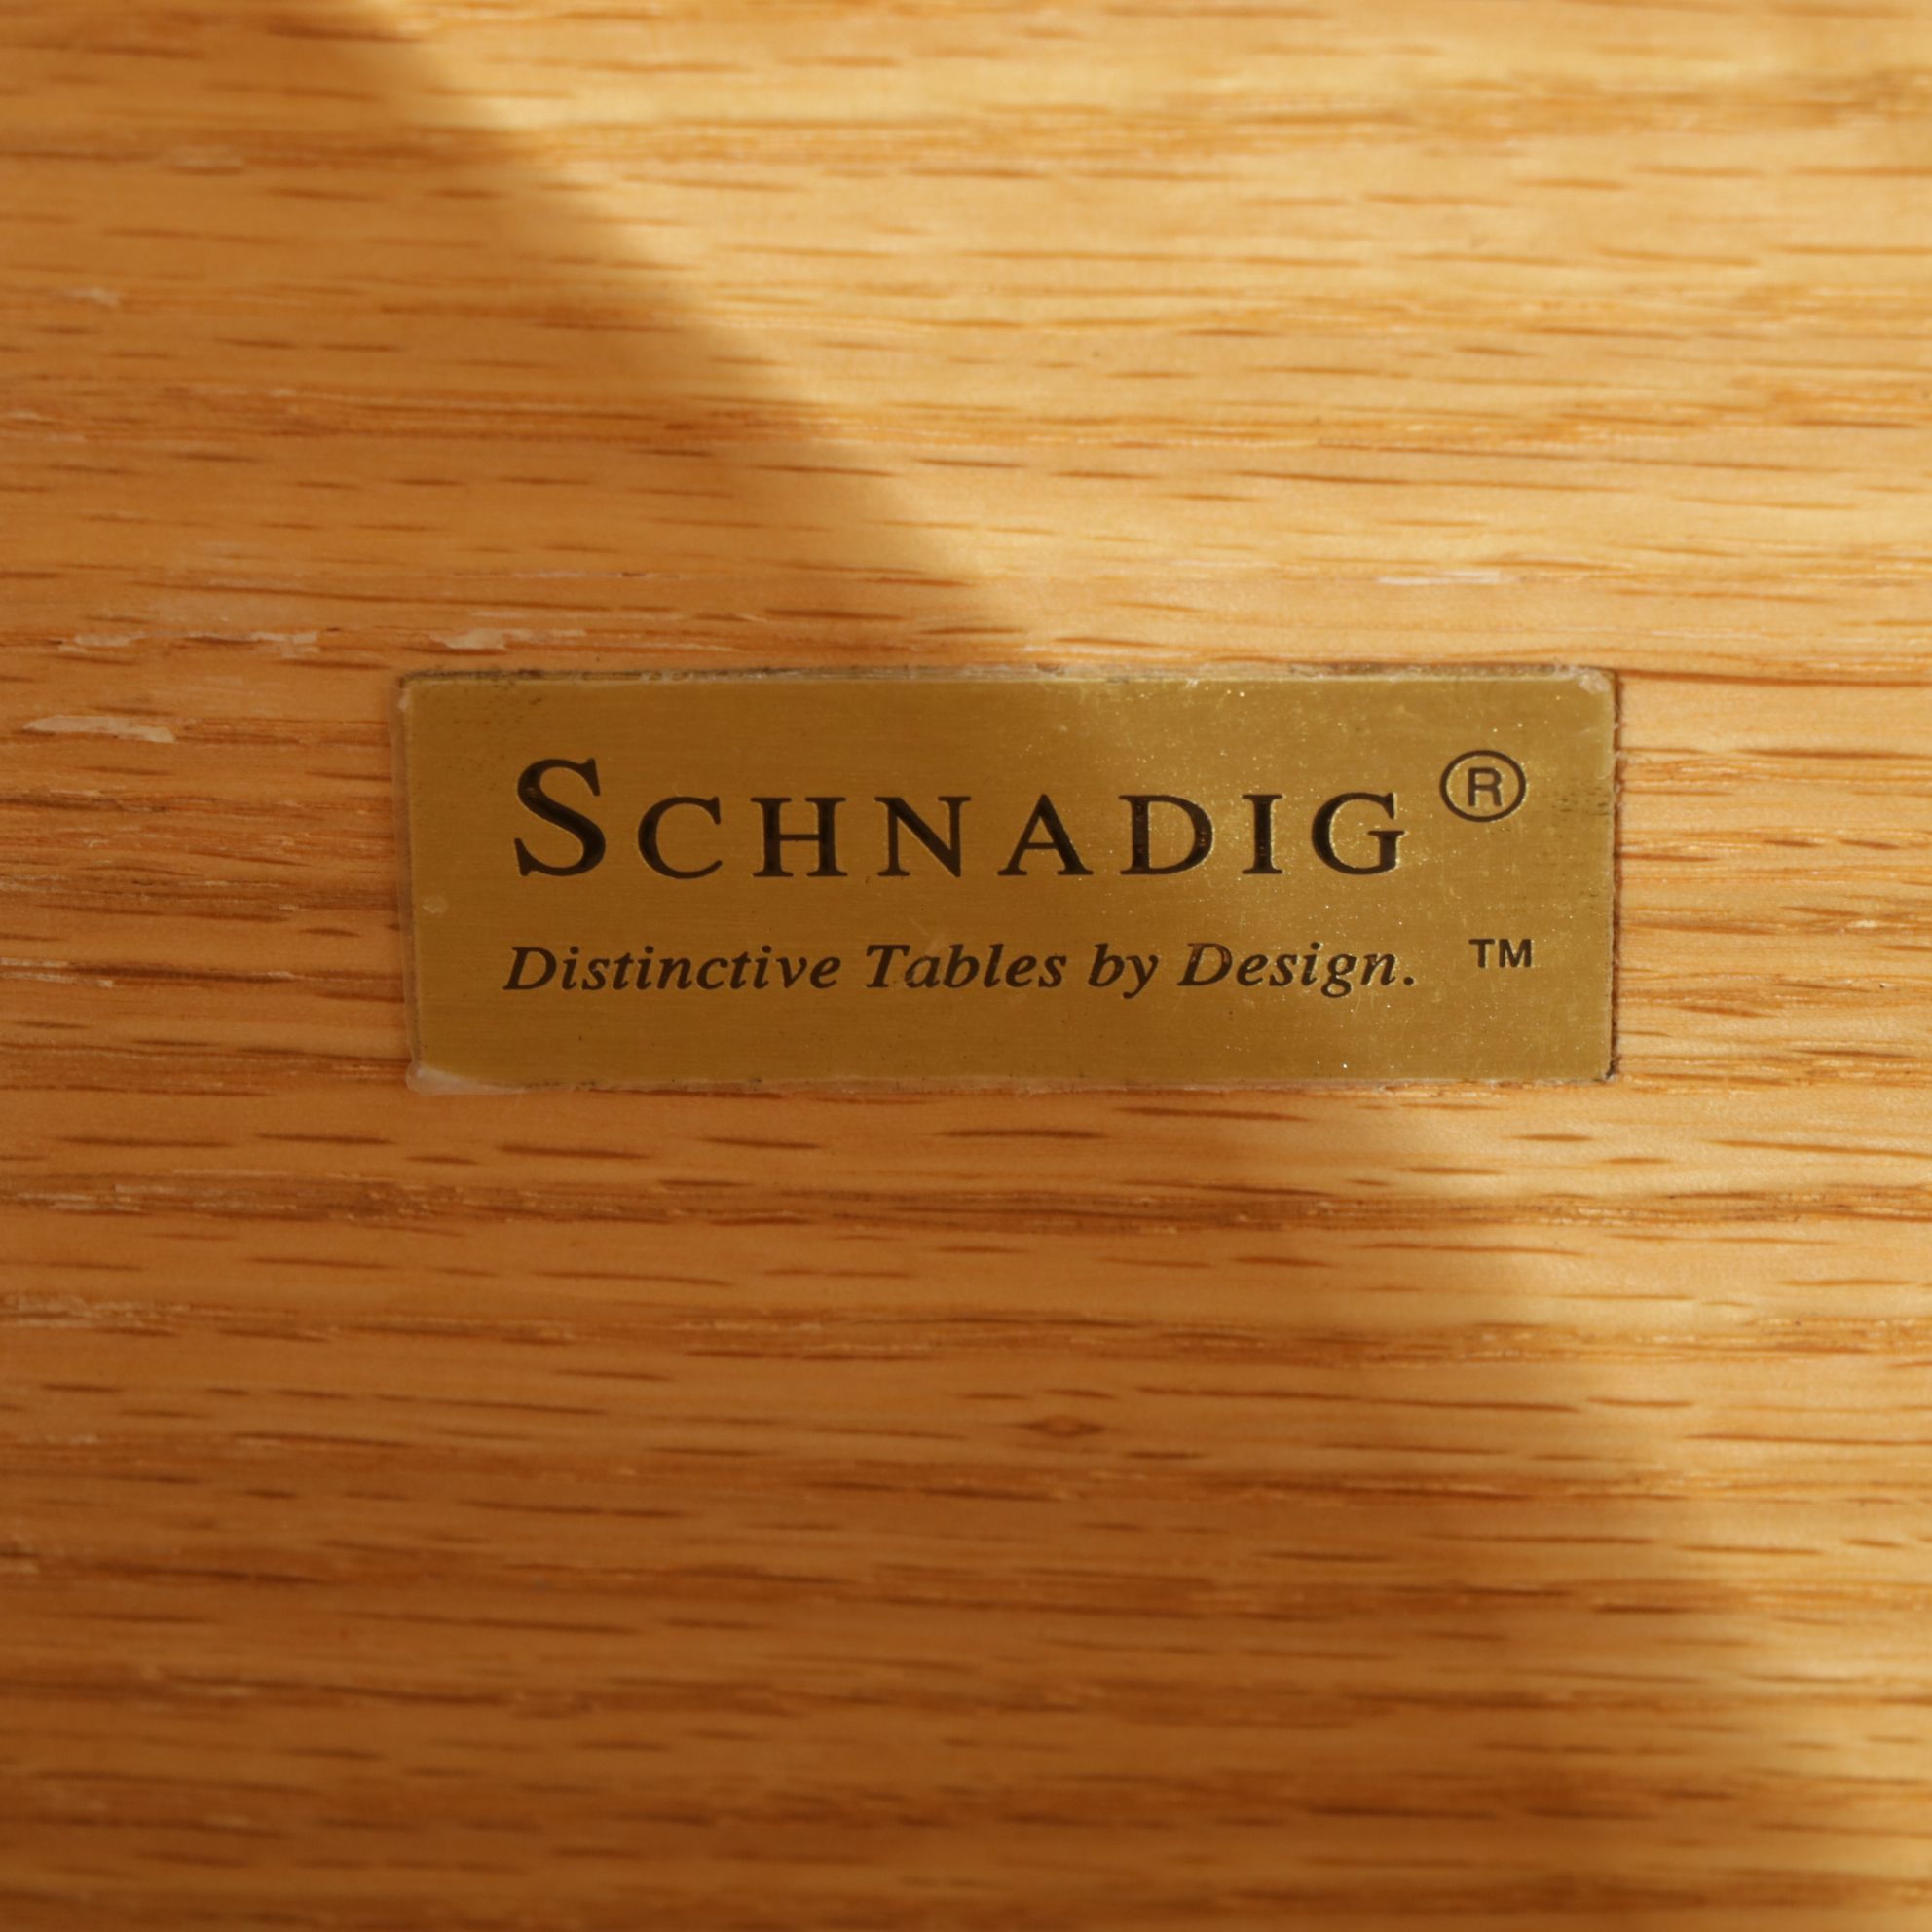 SCHNADIG®
Distinctive Tables by Design. ™